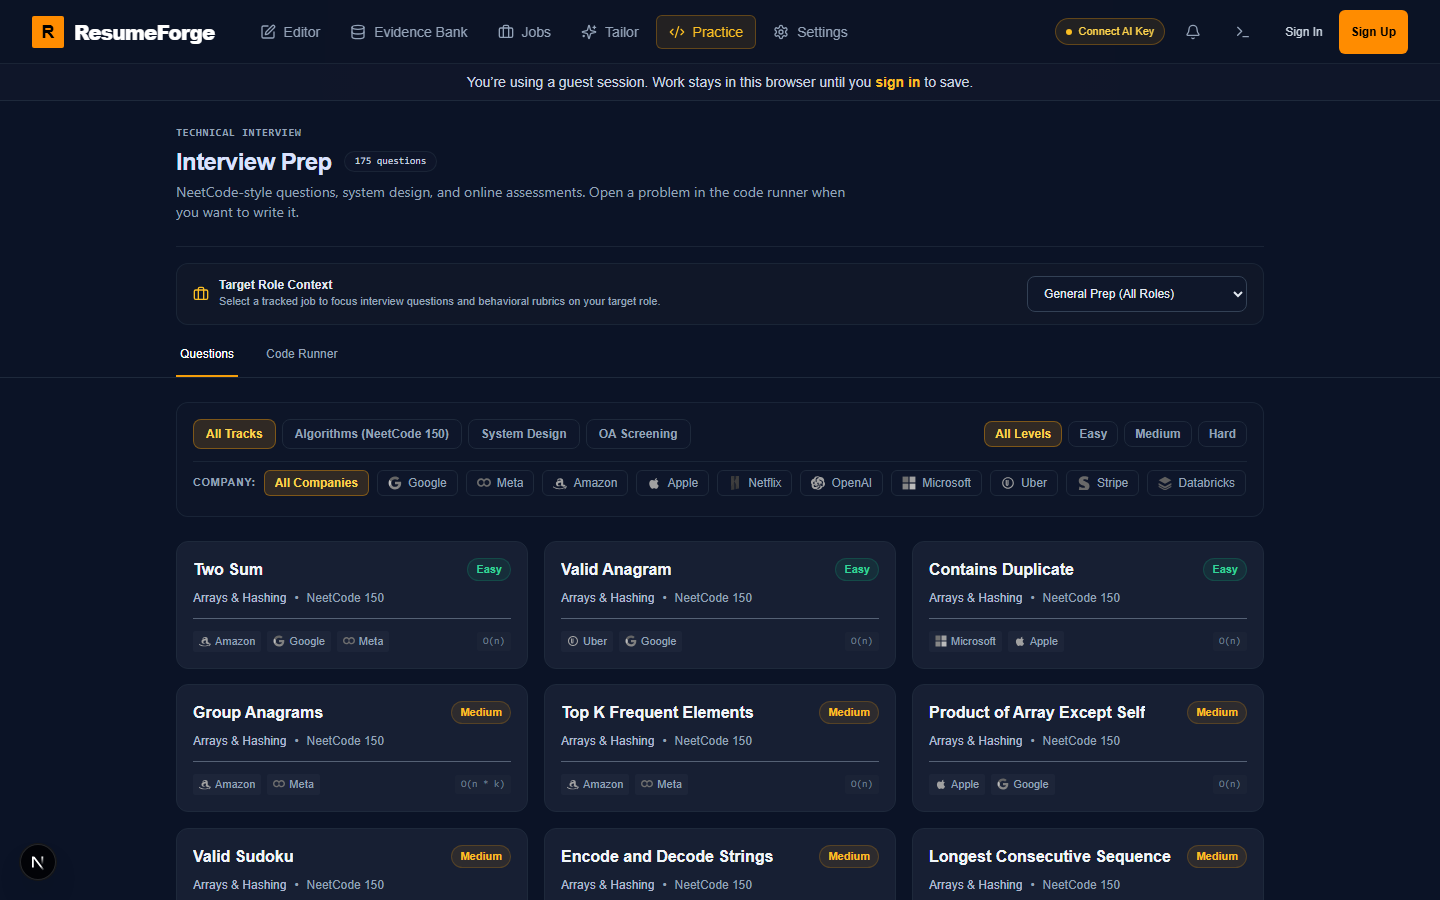 R ResumeForge Editor Evidence Bank Jobs Tailor Practice Settings Connect AI Key Sign In Sign Up
You're using a guest session. Work stays in this browser until you sign in to save.
TECHNICAL INTERVIEW
Interview Prep 175 questions
NeetCode-style questions, system design, and online assessments. Open a problem in the code runner when
you want to write it.
Target Role Context
Select a tracked job to focus interview questions and behavioral rubrics on your target role.
General Prep (All Roles)
Questions Code Runner
All Tracks Algorithms (NeetCode 150) System Design OA Screening All Levels Easy Medium Hard
COMPANY: All Companies Google Meta Amazon Apple Netflix OpenAI Microsoft Uber Stripe Databricks
Two Sum Easy
Arrays & Hashing • NeetCode 150
Amazon Google Meta O(n)
Valid Anagram Easy
Arrays & Hashing • NeetCode 150
Uber Google O(n)
Contains Duplicate Easy
Arrays & Hashing • NeetCode 150
Microsoft Apple O(n)
Group Anagrams Medium
Arrays & Hashing • NeetCode 150
Amazon Meta O(n * k)
Top K Frequent Elements Medium
Arrays & Hashing • NeetCode 150
Amazon Meta O(n)
Product of Array Except Self Medium
Arrays & Hashing • NeetCode 150
Apple Google O(n)
Valid Sudoku Medium
Arrays & Hashing • NeetCode 150
Encode and Decode Strings Medium
Arrays & Hashing • NeetCode 150
Longest Consecutive Sequence Medium
Arrays & Hashing • NeetCode 150
N